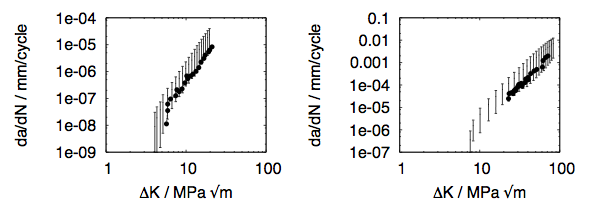 1e-04
1e-05
1e-06
1e-07
1e-08
1e-09
da/dN / mm/cycle
1 10 100
ΔK / MPa √m
0.1
0.01
0.001
1e-04
1e-05
1e-06
1e-07
da/dN / mm/cycle
1 10 100
ΔK / MPa √m